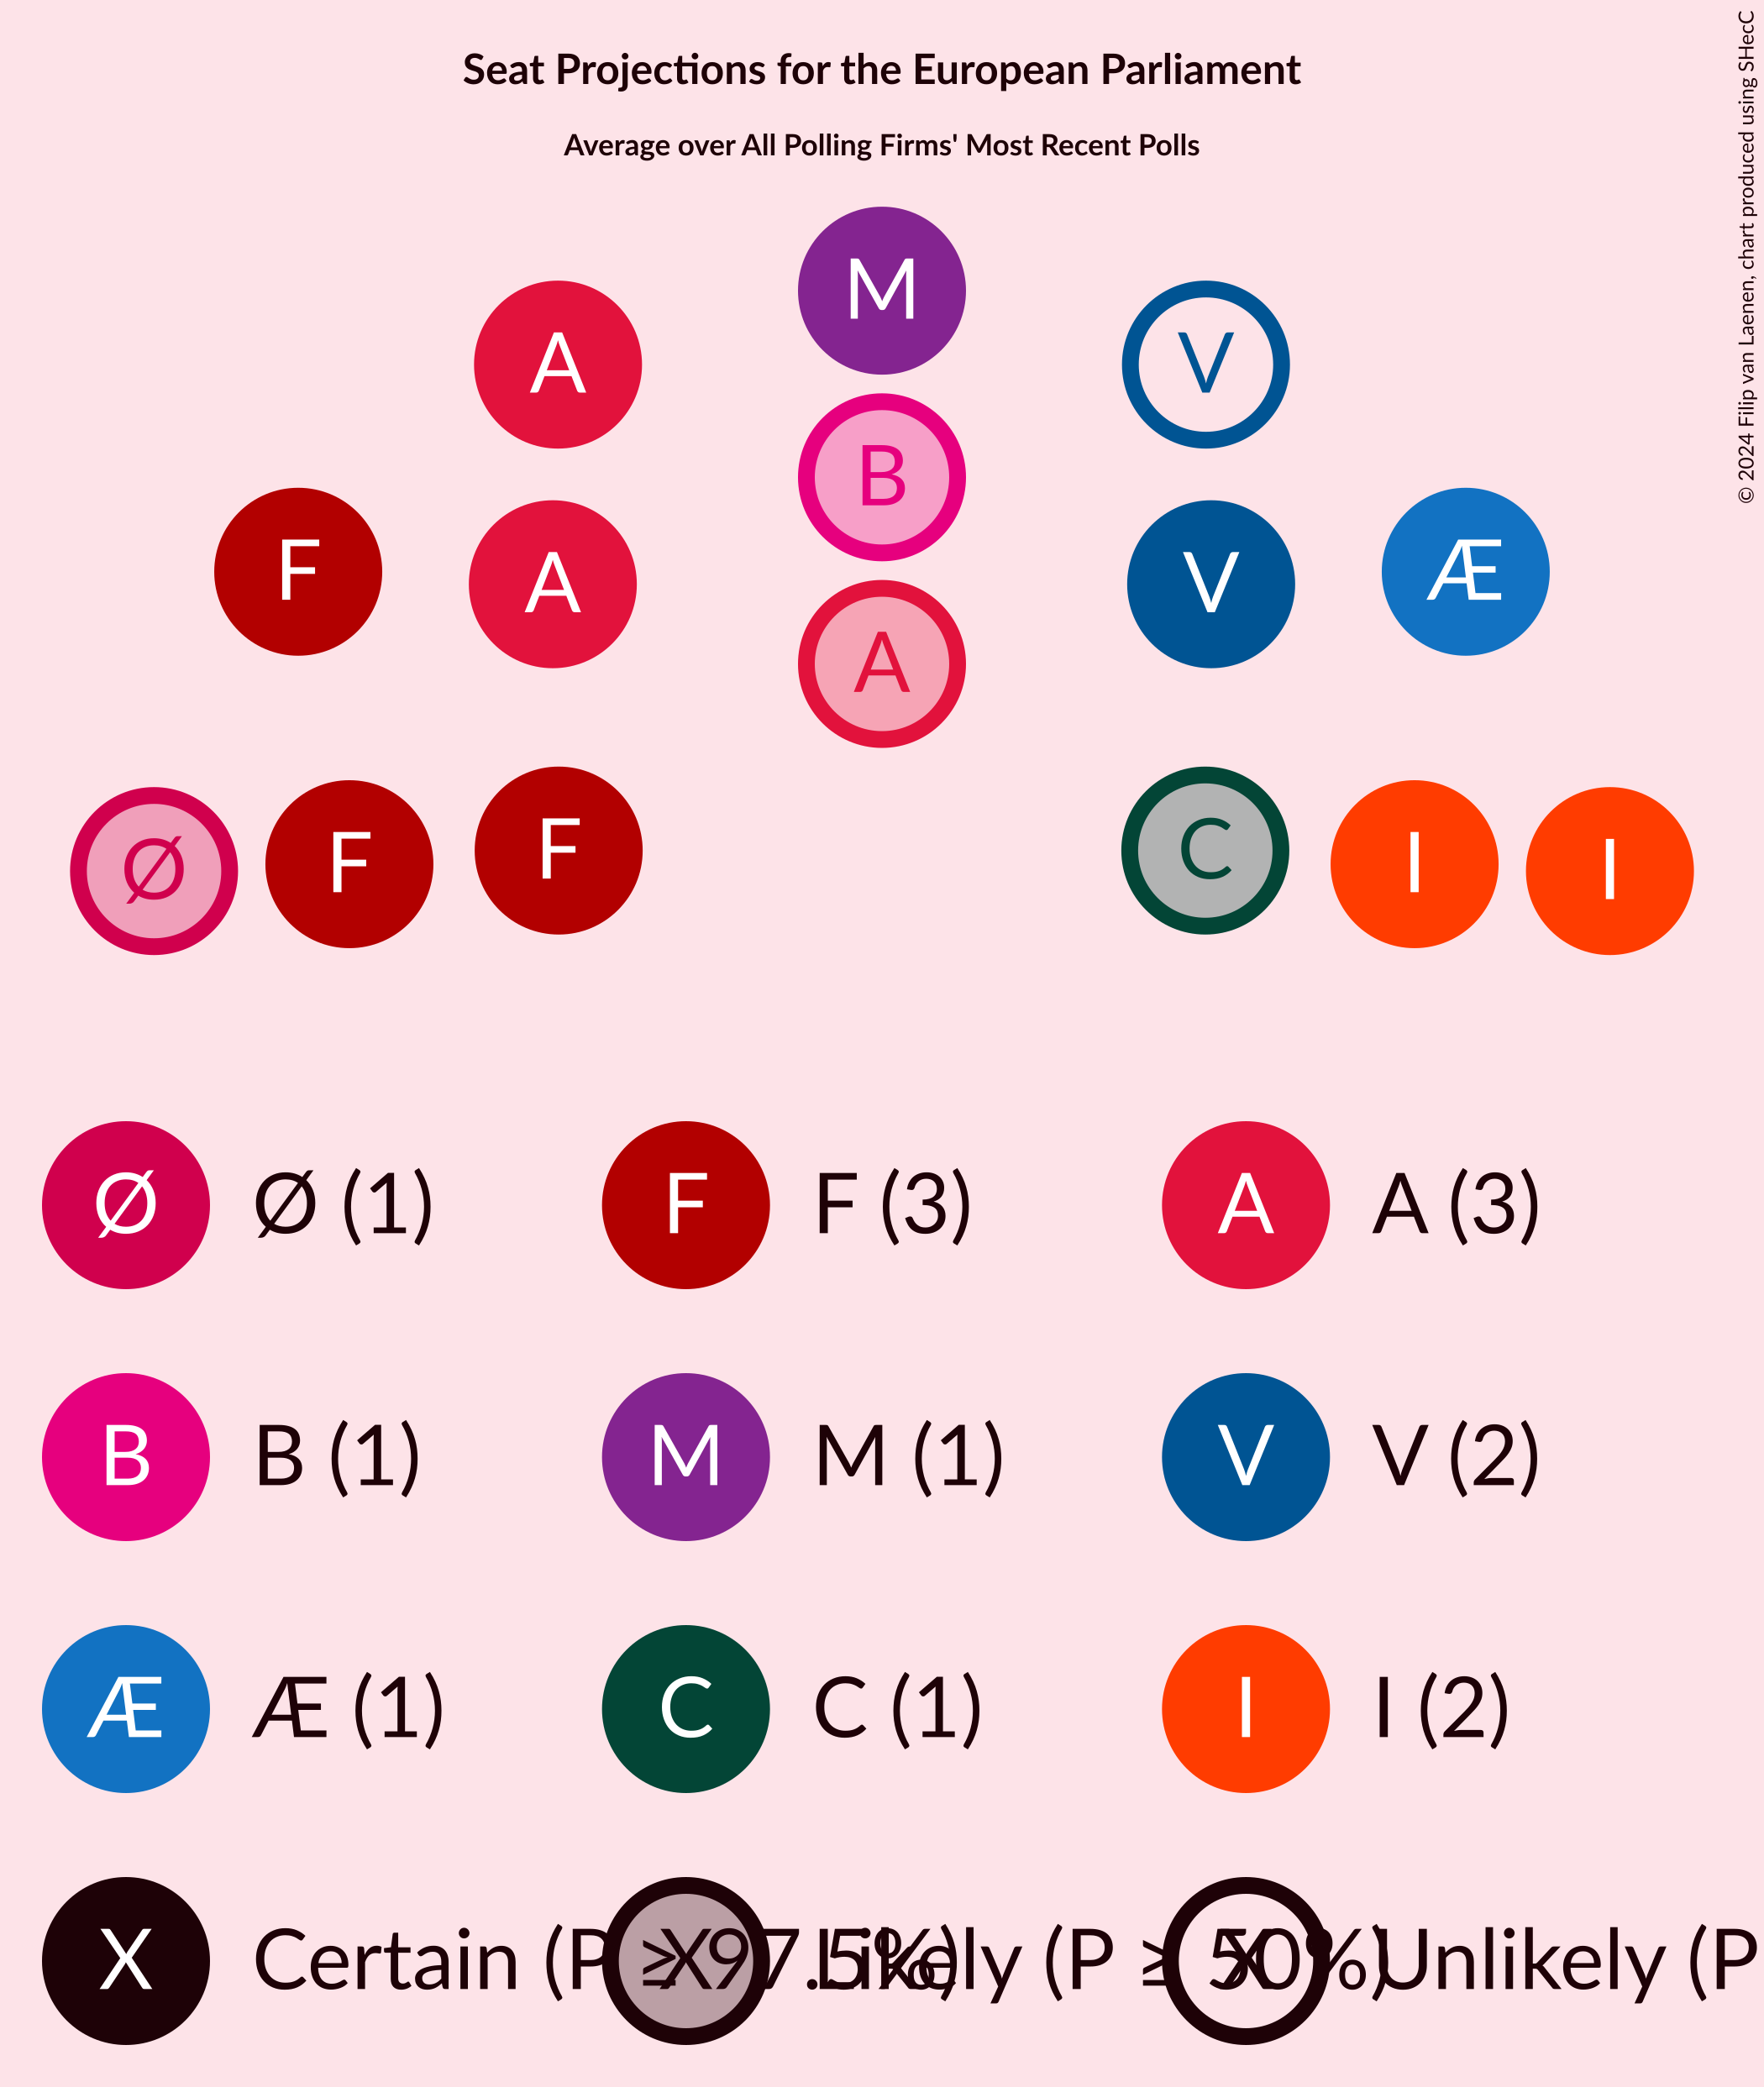 Seat Projections for the European Parliament
Average over All Polling Firms' Most Recent Polls
© 2024 Filip van Laenen, chart produced using SHecC
M
A
V
B
F
A
V
Æ
A
Ø
F
F
C
I
I
Ø Ø (1)
F F (3)
A A (3)
B B (1)
M M (1)
V V (2)
Æ Æ (1)
C C (1)
I I (2)
X Certain (P ≥ 97.5%)
X Likely (P ≥ 50%)
X Unlikely (P